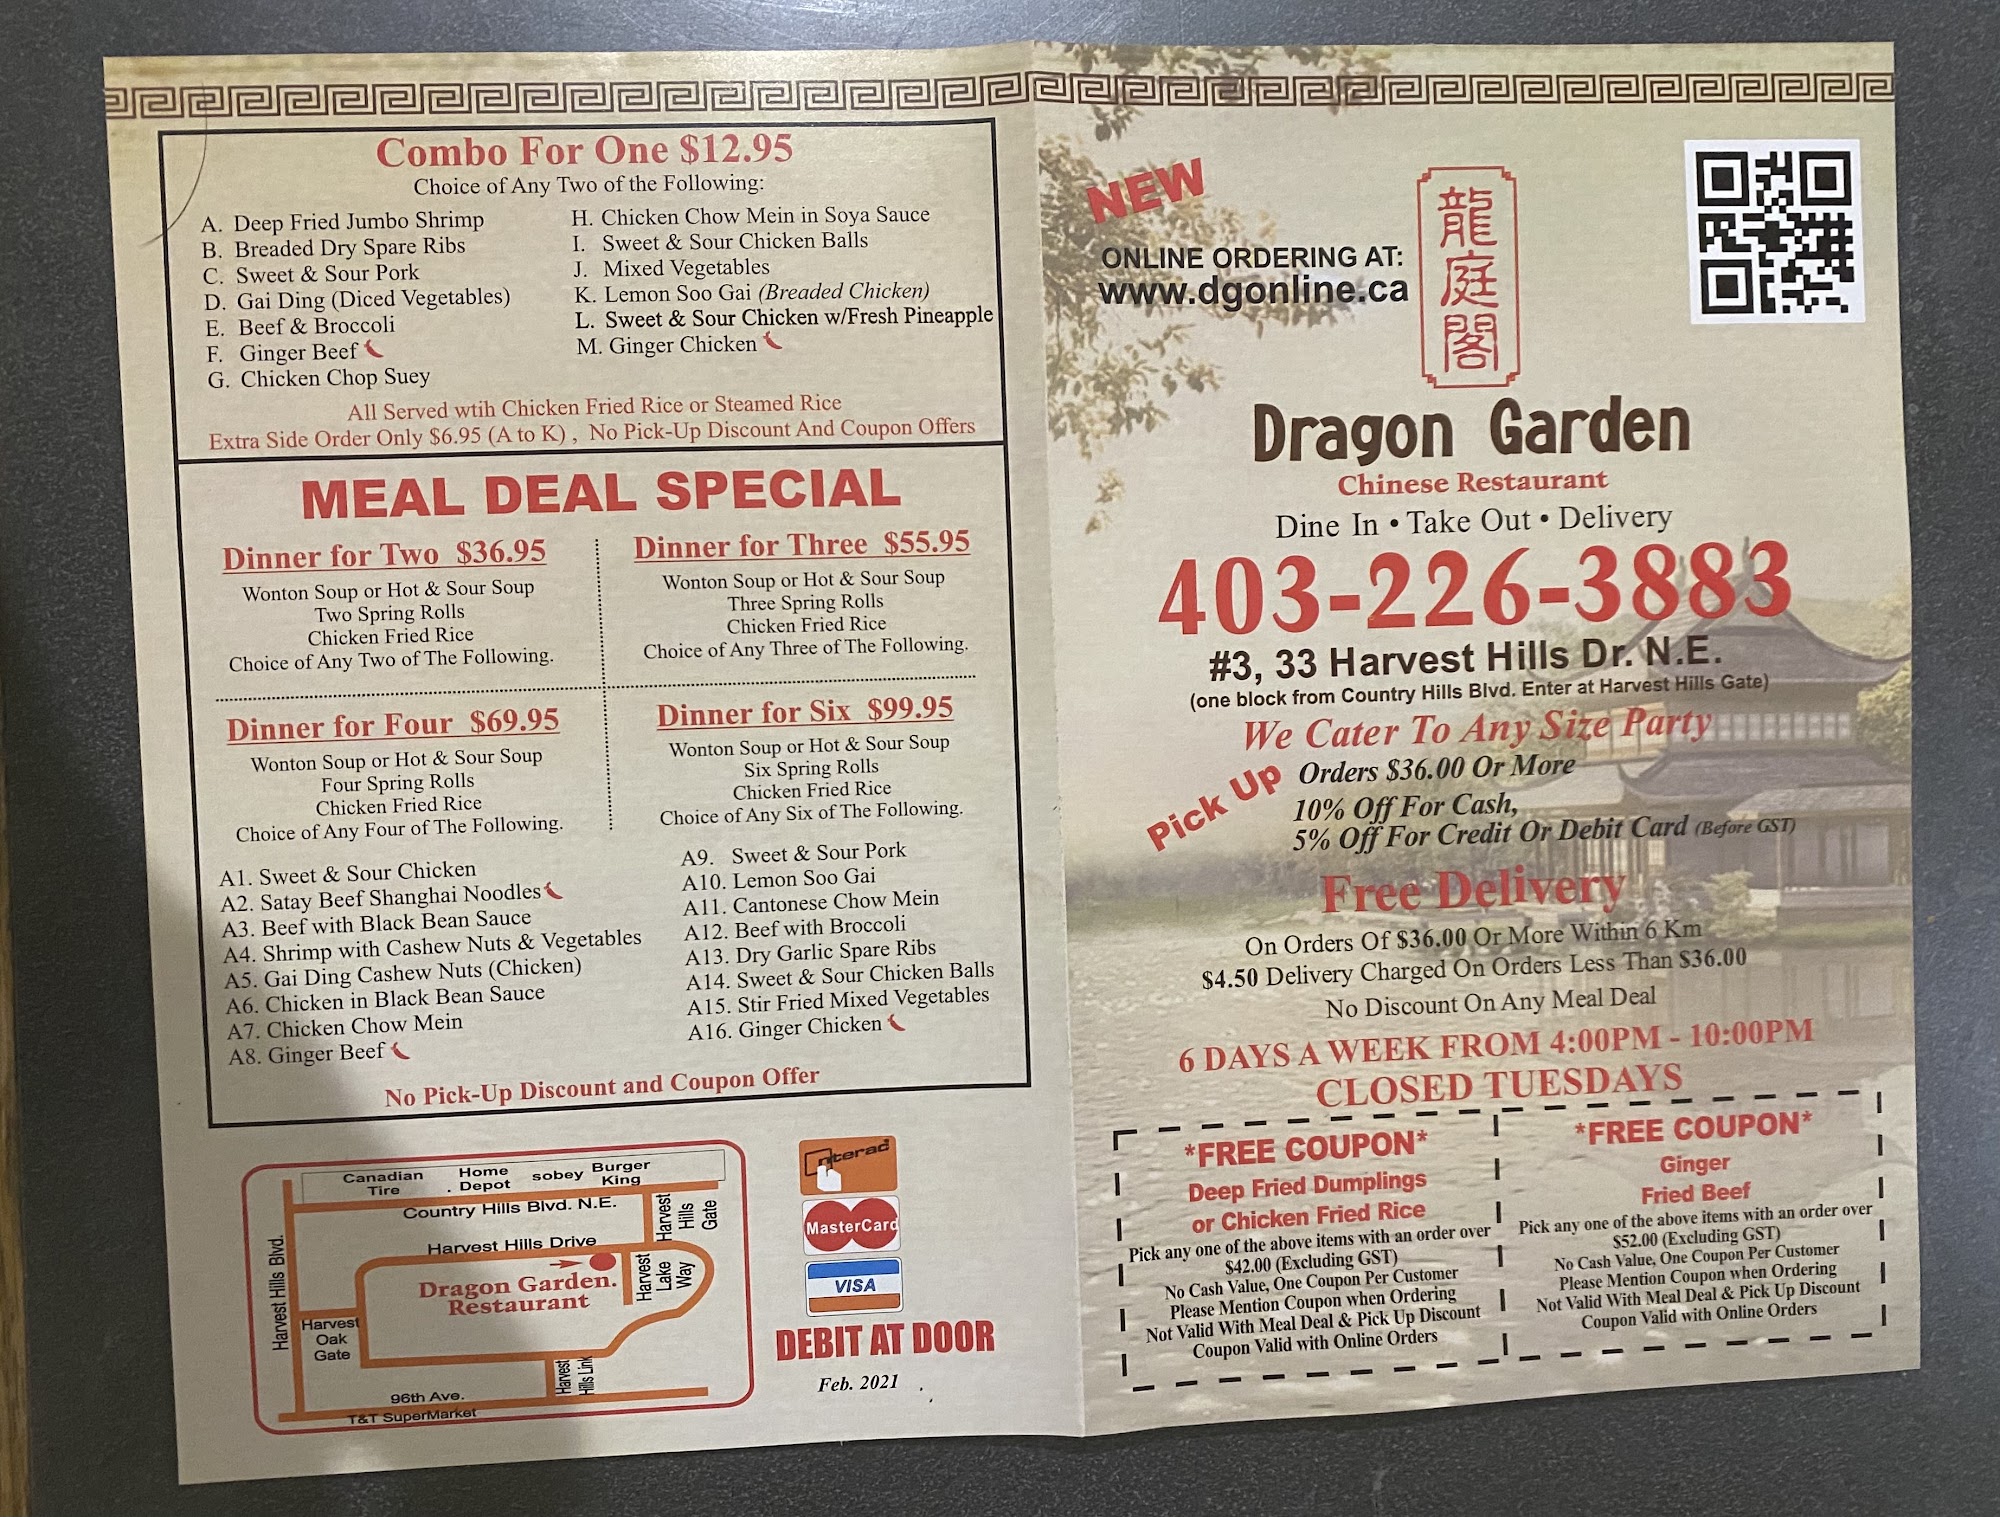 Combo For One $12.95
Choice of Any Two of the Following:
A. Deep Fried Jumbo Shrimp
B. Breaded Dry Spare Ribs
C. Sweet & Sour Pork
D. Gai Ding (Diced Vegetables)
E. Beef & Broccoli
F. Ginger Beef
G. Chicken Chop Suey
H. Chicken Chow Mein in Soya Sauce
I. Sweet & Sour Chicken Balls
J. Mixed Vegetables
K. Lemon Soo Gai (Breaded Chicken)
L. Sweet & Sour Chicken w/Fresh Pineapple
M. Ginger Chicken
All Served wtih Chicken Fried Rice or Steamed Rice
Extra Side Order Only $6.95 (A to K) , No Pick-Up Discount And Coupon Offers
MEAL DEAL SPECIAL
Dinner for Two $36.95
Wonton Soup or Hot & Sour Soup
Two Spring Rolls
Chicken Fried Rice
Choice of Any Two of The Following.
Dinner for Three $55.95
Wonton Soup or Hot & Sour Soup
Three Spring Rolls
Chicken Fried Rice
Choice of Any Three of The Following.
Dinner for Four $69.95
Wonton Soup or Hot & Sour Soup
Four Spring Rolls
Chicken Fried Rice
Choice of Any Four of The Following.
Dinner for Six $99.95
Wonton Soup or Hot & Sour Soup
Six Spring Rolls
Chicken Fried Rice
Choice of Any Six of The Following.
A1. Sweet & Sour Chicken
A2. Satay Beef Shanghai Noodles
A3. Beef with Black Bean Sauce
A4. Shrimp with Cashew Nuts & Vegetables
A5. Gai Ding Cashew Nuts (Chicken)
A6. Chicken in Black Bean Sauce
A7. Chicken Chow Mein
A8. Ginger Beef
A9. Sweet & Sour Pork
A10. Lemon Soo Gai
A11. Cantonese Chow Mein
A12. Beef with Broccoli
A13. Dry Garlic Spare Ribs
A14. Sweet & Sour Chicken Balls
A15. Stir Fried Mixed Vegetables
A16. Ginger Chicken
No Pick-Up Discount and Coupon Offer
Canadian
Tire
Home
. Depot
sobey
Burger
King
Country Hills Blvd. N.E.
Harvest Hills Drive
Harvest
Hills
Gate
Harvest
Lake
Way
Harvest Hills Blvd.
Dragon Garden.
Restaurant
Harvest
Oak
Gate
Harvest
Hills Link
96th Ave.
T&T SuperMarket
nterac
MasterCard
VISA
DEBIT AT DOOR
Feb. 2021
NEW
ONLINE ORDERING AT:
www.dgonline.ca
龍庭閣
Dragon Garden
Chinese Restaurant
Dine In • Take Out • Delivery
403-226-3883
#3, 33 Harvest Hills Dr. N.E.
(one block from Country Hills Blvd. Enter at Harvest Hills Gate)
We Cater To Any Size Party
Pick Up
Orders $36.00 Or More
10% Off For Cash,
5% Off For Credit Or Debit Card (Before GST)
Free Delivery
On Orders Of $36.00 Or More Within 6 Km
$4.50 Delivery Charged On Orders Less Than $36.00
No Discount On Any Meal Deal
6 DAYS A WEEK FROM 4:00PM - 10:00PM
CLOSED TUESDAYS
*FREE COUPON*
Deep Fried Dumplings
or Chicken Fried Rice
Pick any one of the above items with an order over
$42.00 (Excluding GST)
No Cash Value, One Coupon Per Customer
Please Mention Coupon when Ordering
Not Valid With Meal Deal & Pick Up Discount
Coupon Valid with Online Orders
*FREE COUPON*
Ginger
Fried Beef
Pick any one of the above items with an order over
$52.00 (Excluding GST)
No Cash Value, One Coupon Per Customer
Please Mention Coupon when Ordering
Not Valid With Meal Deal & Pick Up Discount
Coupon Valid with Online Orders